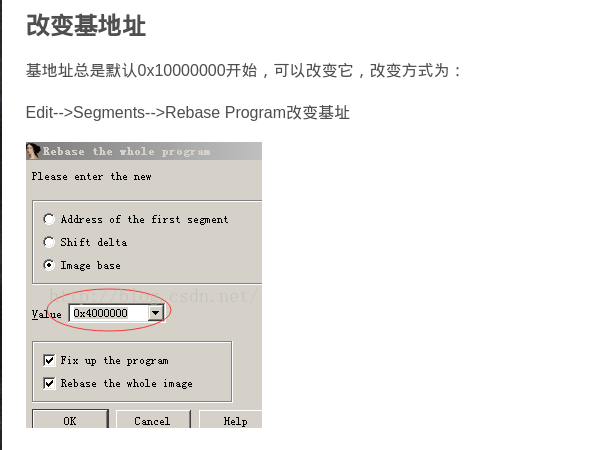 改变基地址
基地址总是默认0x10000000开始，可以改变它，改变方式为：
Edit-->Segments-->Rebase Program改变基址
Rebase the whole program
Please enter the new
Address of the first segment
Shift delta
Image base
http://blog.csdn.net/
Value 0x4000000
Fix up the program
Rebase the whole image
OK Cancel Help